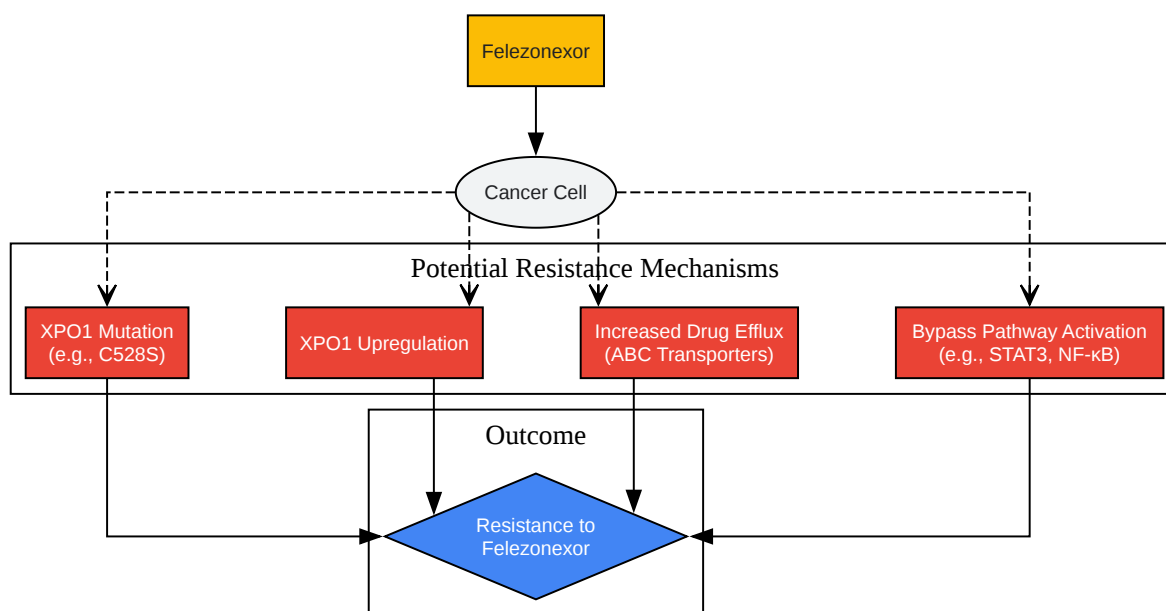 Felezonexor
Cancer Cell
Potential Resistance Mechanisms
XPO1 Mutation
(e.g., C528S)
XPO1 Upregulation
Increased Drug Efflux
(ABC Transporters)
Bypass Pathway Activation
(e.g., STAT3, NF-κB)
Outcome
Resistance to
Felezonexor